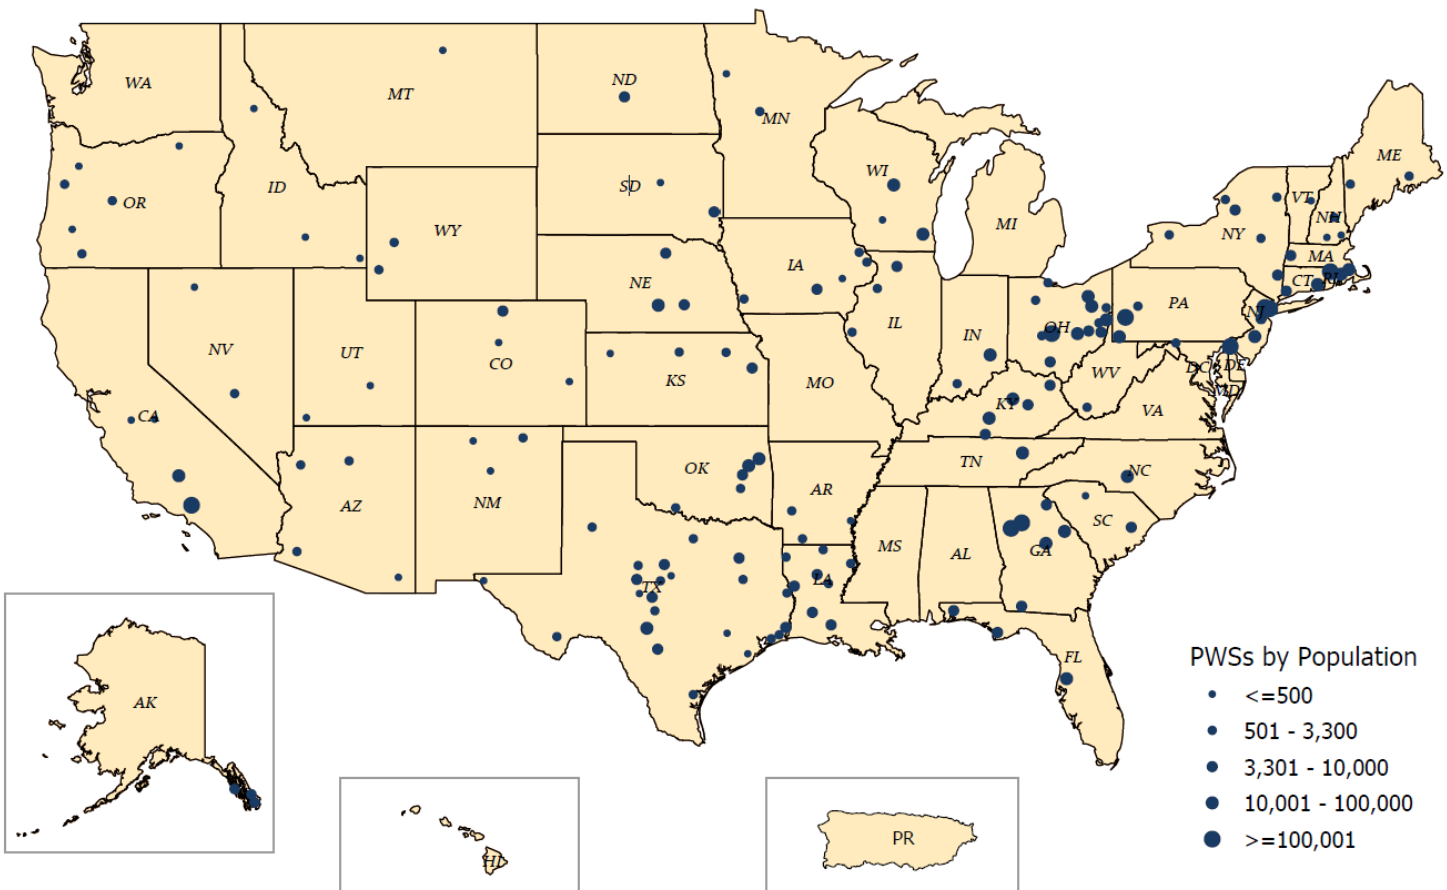 WA
MT
ND
MN
ME
OR
ID
SD
WI
VT
NH
WY
MI
NY
MA
CT
RI
IA
NE
PA
NJ
NV
UT
CO
IL
IN
OH
KS
MO
WV
DC
DE
MD
VA
CA
KY
AZ
NM
OK
AR
TN
NC
SC
TX
LA
MS
AL
GA
FL
AK
HI
PR
PWSs by Population
<=500
501 - 3,300
3,301 - 10,000
10,001 - 100,000
>=100,001